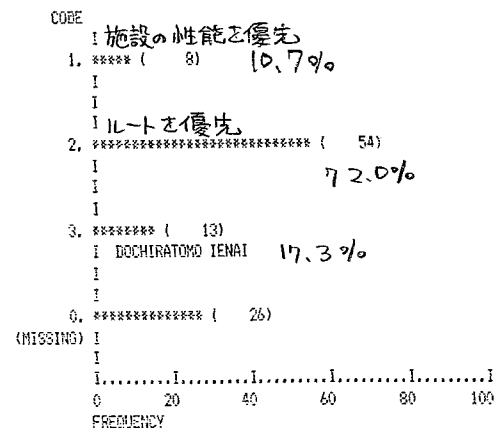 CODE
I 施設の性能を優先
1. ***** ( 8) 10.7%
I
I
I ルートを優先
2. **************************** ( 54)
I 72.0%
I
I
3. ******** ( 13)
I DOCHIRATOMO IENAI 17.3%
I
I
0. ************** ( 26)
(MISSING) I
I
I.........I.........I.........I.........I.........I
0 20 40 60 80 100
FREQUENCY